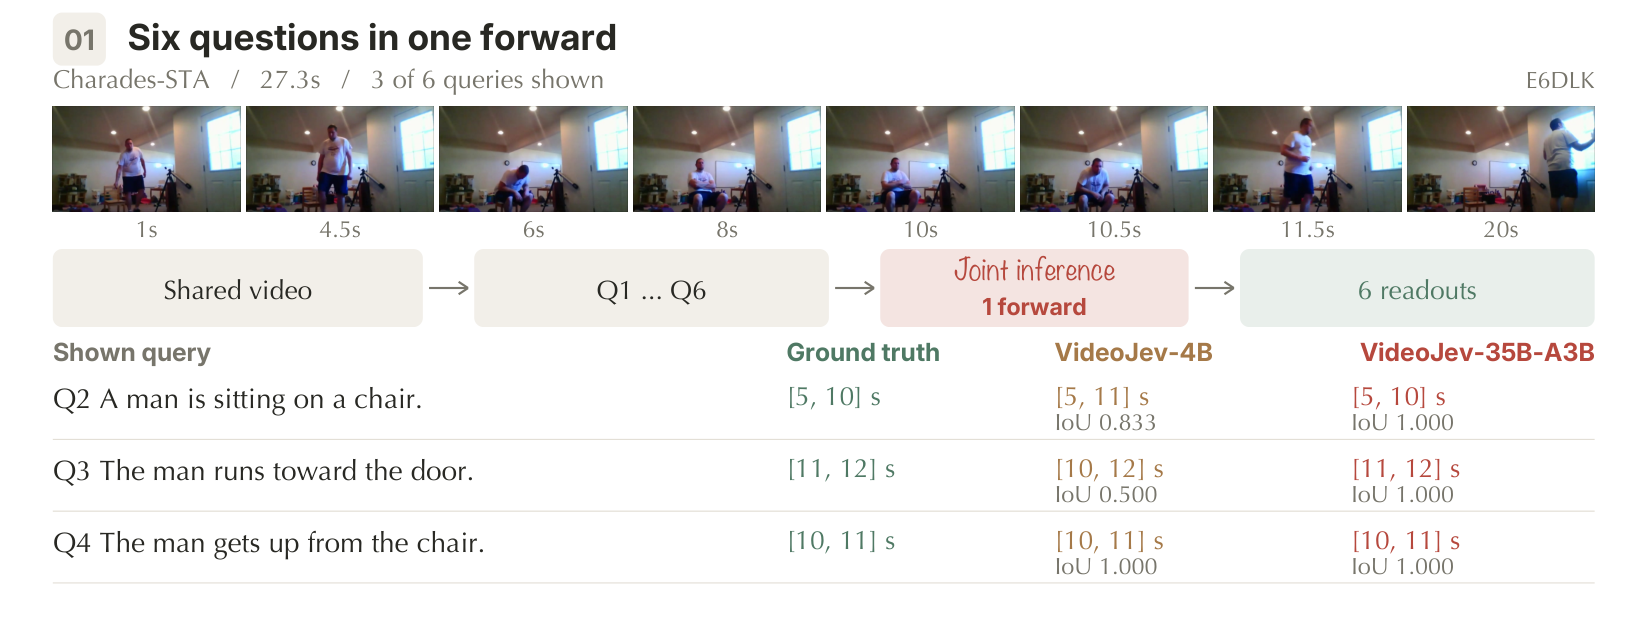 01 Six questions in one forward
Charades-STA / 27.3s / 3 of 6 queries shown E6DLK
1s 4.5s 6s 8s 10s 10.5s 11.5s 20s
Shared video → Q1 ... Q6 → Joint inference → 6 readouts
1 forward
Shown query Ground truth VideoJev-4B VideoJev-35B-A3B
Q2 A man is sitting on a chair. [5, 10] s [5, 11] s [5, 10] s
IoU 0.833 IoU 1.000
Q3 The man runs toward the door. [11, 12] s [10, 12] s [11, 12] s
IoU 0.500 IoU 1.000
Q4 The man gets up from the chair. [10, 11] s [10, 11] s [10, 11] s
IoU 1.000 IoU 1.000